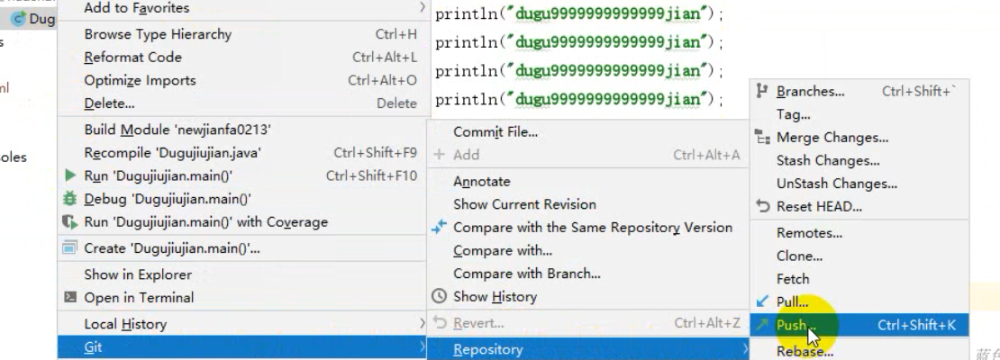 Add to Favorites
Dug
Browse Type Hierarchy Ctrl+H
Reformat Code Ctrl+Alt+L
Optimize Imports Ctrl+Alt+O
Delete... Delete
Build Module 'newjianfa0213'
Recompile 'Dugujiujian.java' Ctrl+Shift+F9
Run 'Dugujiujian.main()' Ctrl+Shift+F10
Debug 'Dugujiujian.main()'
Run 'Dugujiujian.main()' with Coverage
Create 'Dugujiujian.main()'...
Show in Explorer
Open in Terminal
Local History
Git
println("dugu9999999999999jian");
println("dugu9999999999999jian");
println("dugu9999999999999jian");
println("dugu9999999999999jian");
Commit File...
Add Ctrl+Alt+A
Annotate
Show Current Revision
Compare with the Same Repository Version
Compare with...
Compare with Branch...
Show History
Revert... Ctrl+Alt+Z
Repository
Branches... Ctrl+Shift+`
Tag...
Merge Changes...
Stash Changes...
UnStash Changes...
Reset HEAD...
Remotes...
Clone...
Fetch
Pull...
Push... Ctrl+Shift+K
Rebase...